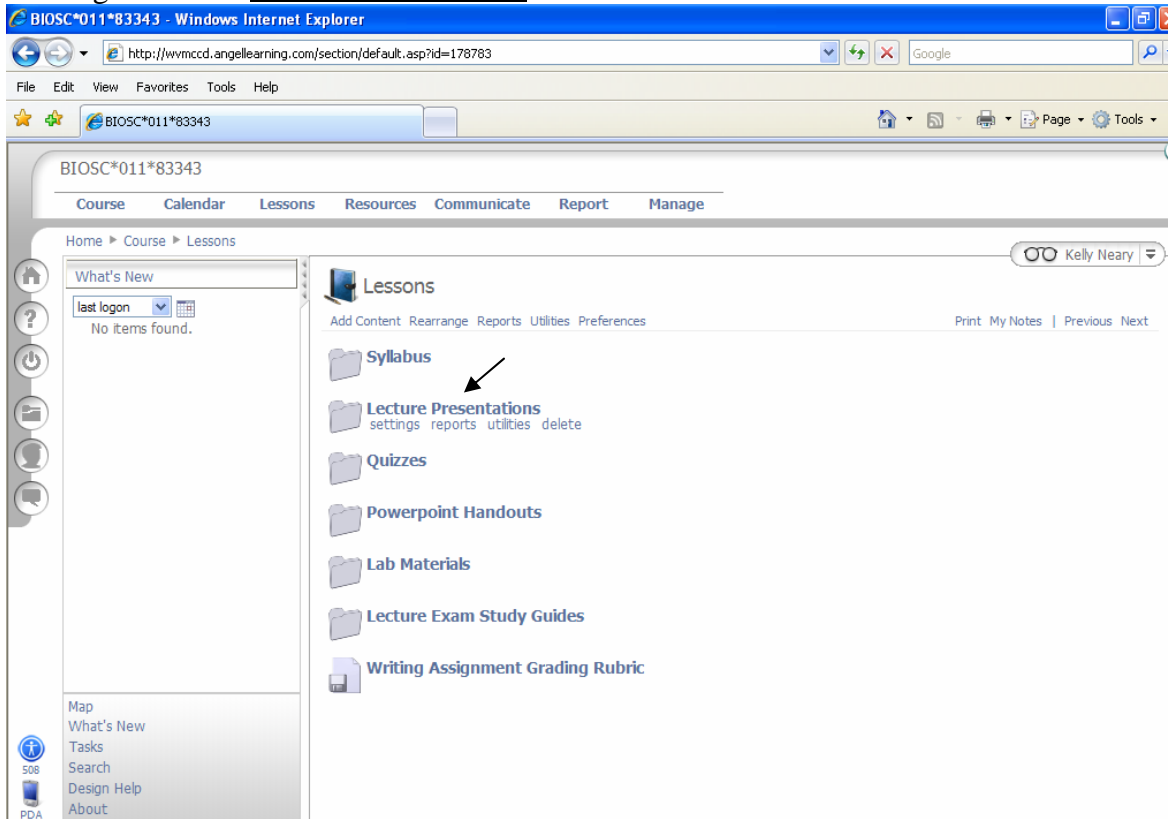 BIOSC*011*83343 - Windows Internet Explorer
http://wvmccd.angellearning.com/section/default.asp?id=178783
Google
File Edit View Favorites Tools Help
BIOSC*011*83343
Page Tools
BIOSC*011*83343
Course Calendar Lessons Resources Communicate Report Manage
Home Course Lessons
Kelly Neary
What's New
last logon
No items found.
Lessons
Add Content Rearrange Reports Utilities Preferences
Print My Notes | Previous Next
Syllabus
Lecture Presentations
settings reports utilities delete
Quizzes
Powerpoint Handouts
Lab Materials
Lecture Exam Study Guides
Writing Assignment Grading Rubric
Map
What's New
Tasks
Search
Design Help
About
508
PDA